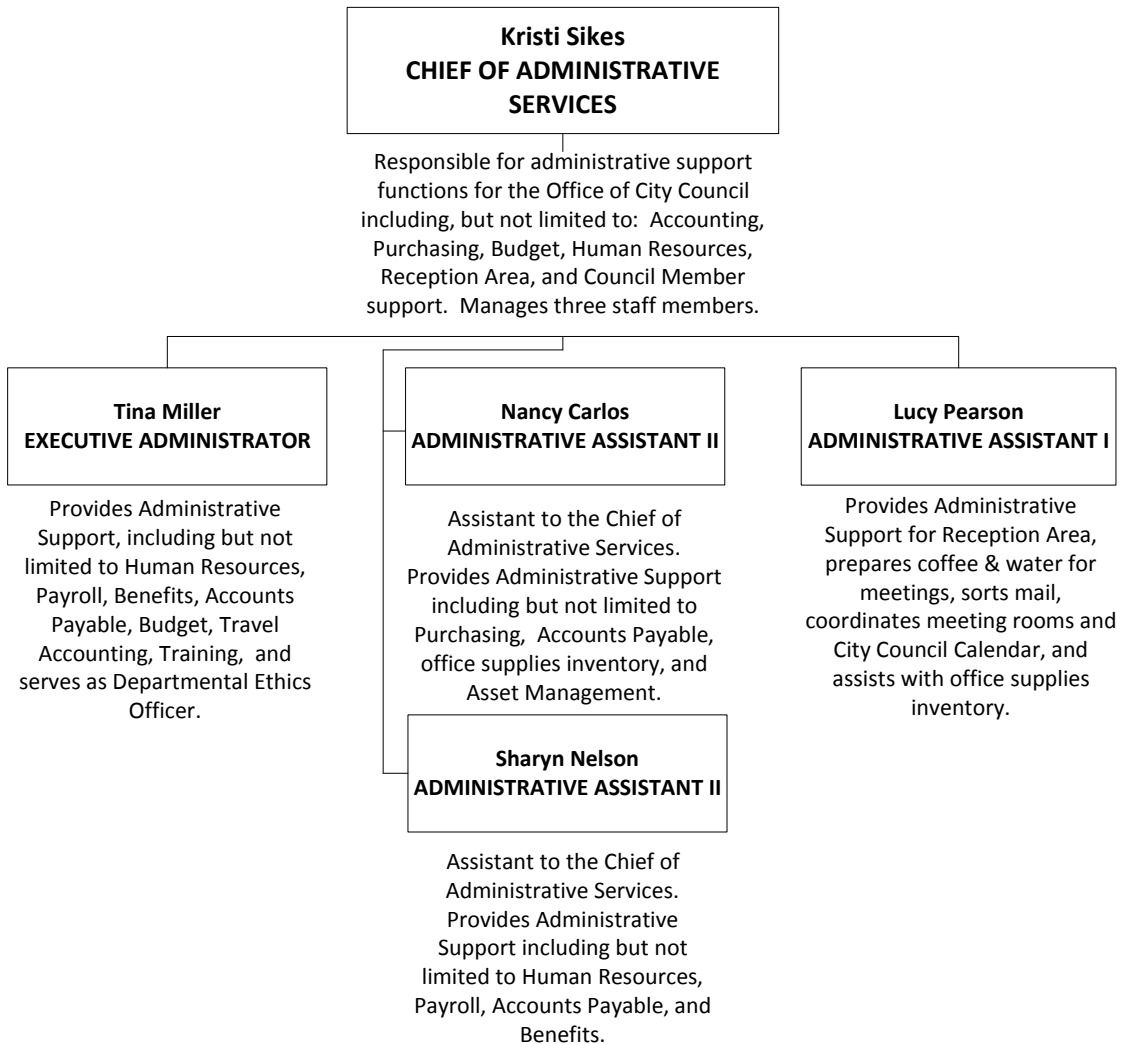 Kristi Sikes
CHIEF OF ADMINISTRATIVE
SERVICES
Responsible for administrative support
functions for the Office of City Council
including, but not limited to:  Accounting,
Purchasing, Budget, Human Resources,
Reception Area, and Council Member
support.  Manages three staff members.
Tina Miller
EXECUTIVE ADMINISTRATOR
Provides Administrative
Support, including but not
limited to Human Resources,
Payroll, Benefits, Accounts
Payable, Budget, Travel
Accounting, Training,  and
serves as Departmental Ethics
Officer.
Nancy Carlos
ADMINISTRATIVE ASSISTANT II
Assistant to the Chief of
Administrative Services.
Provides Administrative Support
including but not limited to
Purchasing,  Accounts Payable,
office supplies inventory, and
Asset Management.
Sharyn Nelson
ADMINISTRATIVE ASSISTANT II
Assistant to the Chief of
Administrative Services.
Provides Administrative
Support including but not
limited to Human Resources,
Payroll, Accounts Payable, and
Benefits.
Lucy Pearson
ADMINISTRATIVE ASSISTANT I
Provides Administrative
Support for Reception Area,
prepares coffee & water for
meetings, sorts mail,
coordinates meeting rooms and
City Council Calendar, and
assists with office supplies
inventory.